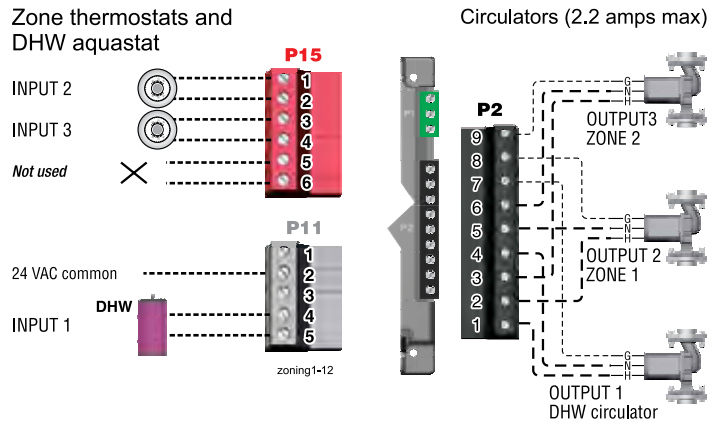 Zone thermostats and
DHW aquastat
P15
INPUT 2
INPUT 3
Not used
1
2
3
4
5
6
P11
24 VAC common
DHW
INPUT 1
1
2
3
4
5
zoning1-12
Circulators (2.2 amps max)
P1
P2
P2
9
8
7
6
5
4
3
2
1
G
N
H
OUTPUT3
ZONE 2
G
N
H
OUTPUT 2
ZONE 1
G
N
H
OUTPUT 1
DHW circulator